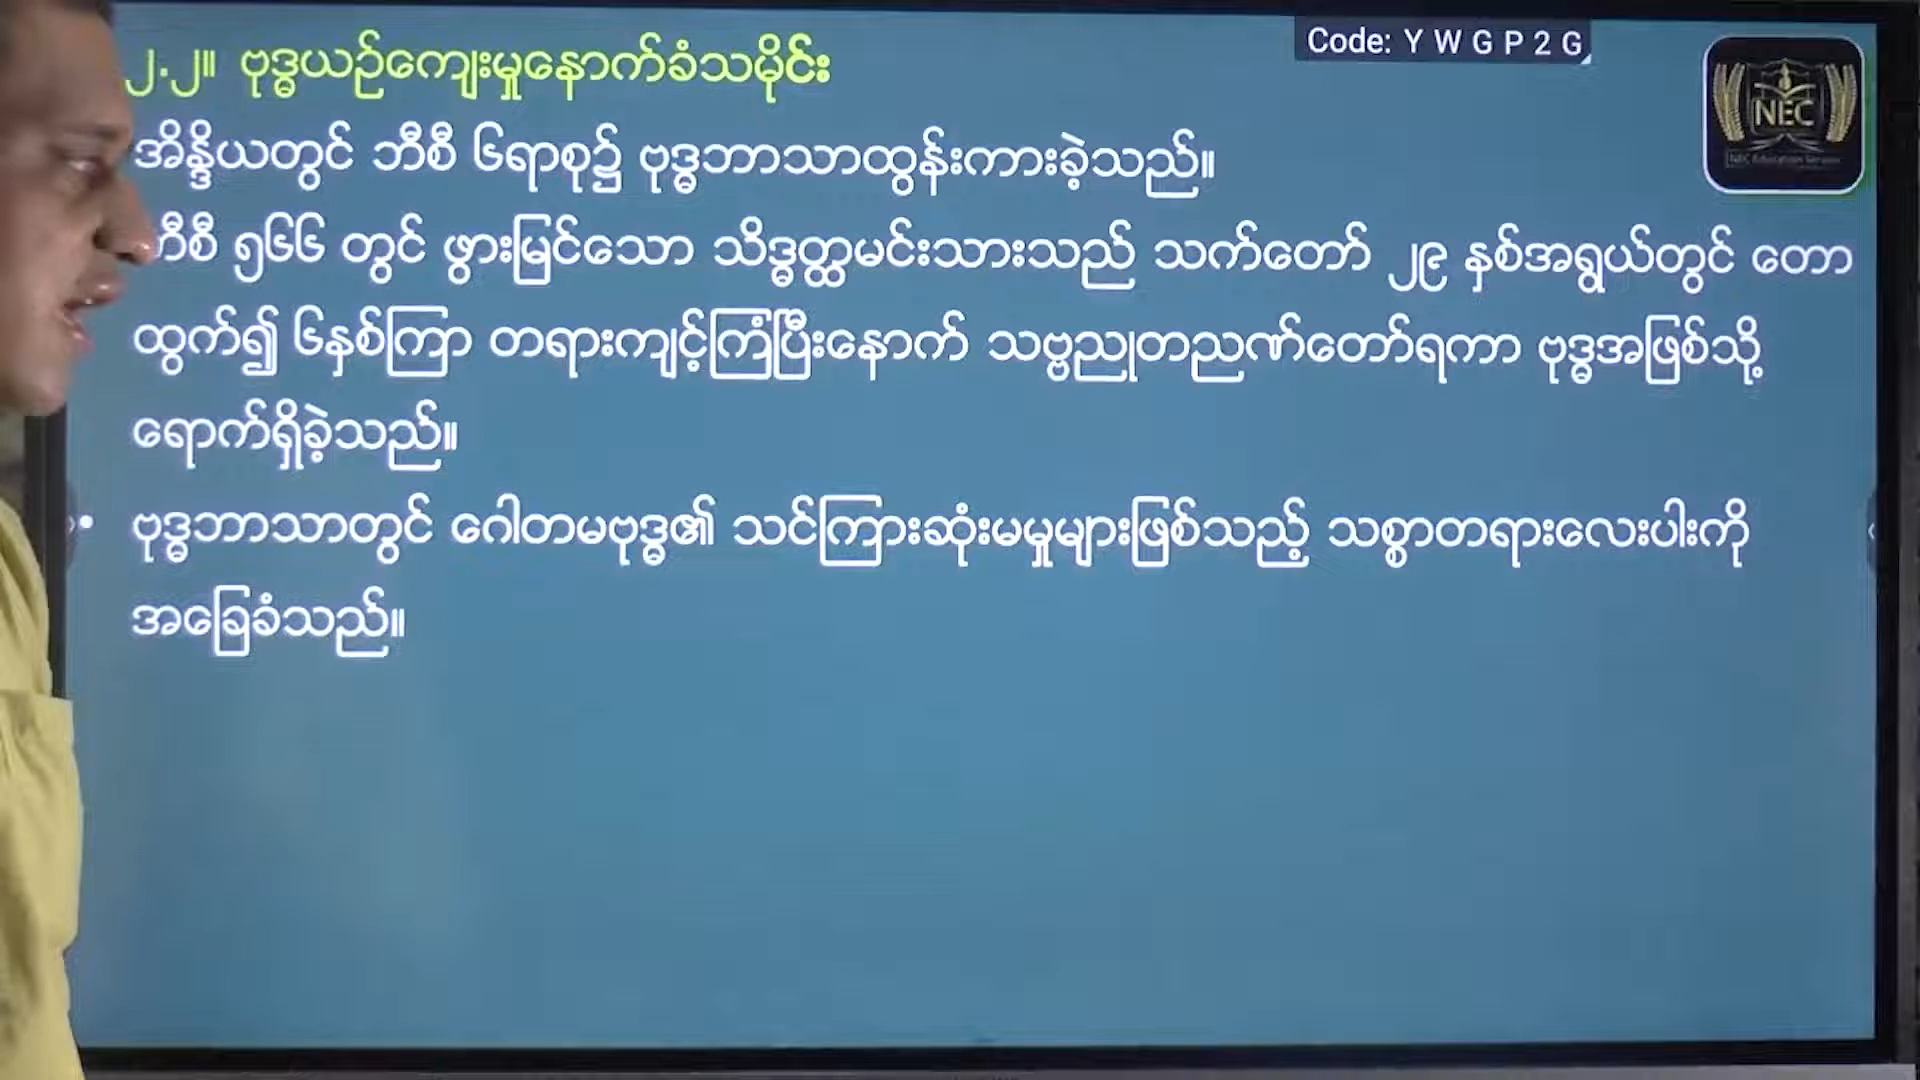 ၂.၂။ ဗုဒ္ဓယဉ်ကျေးမှုနောက်ခံသမိုင်း
Code: Y W G P 2 G
NEC
NEC Education Service
အိန္ဒိယတွင် ဘီစီ ၆ရာစု၌ ဗုဒ္ဓဘာသာထွန်းကားခဲ့သည်။
ဘီစီ ၅၆၆ တွင် ဖွားမြင်သော သိဒ္ဓတ္ထမင်းသားသည် သက်တော် ၂၉ နှစ်အရွယ်တွင် တော
ထွက်၍ ၆နှစ်ကြာ တရားကျင့်ကြံပြီးနောက် သဗ္ဗညုတညဏ်တော်ရကာ ဗုဒ္ဓအဖြစ်သို့
ရောက်ရှိခဲ့သည်။
• ဗုဒ္ဓဘာသာတွင် ဂေါတမဗုဒ္ဓ၏ သင်ကြားဆုံးမမှုများဖြစ်သည့် သစ္စာတရားလေးပါးကို
အခြေခံသည်။